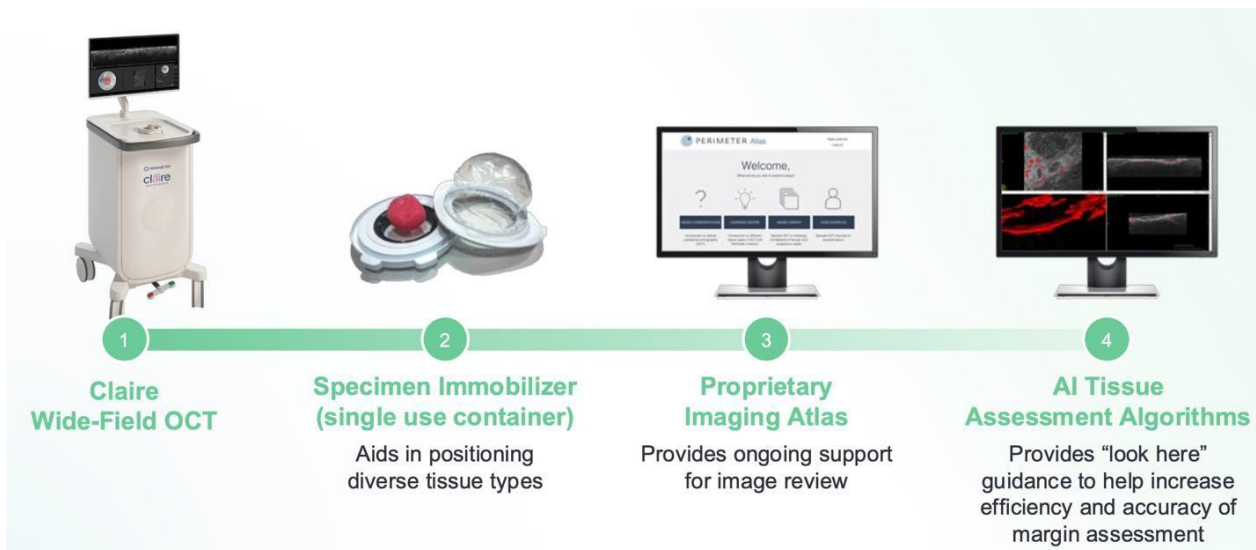 PERIMETER
claire
PERIMETER Atlas
Welcome,
?
1
2
3
4
Claire
Wide-Field OCT
Specimen Immobilizer
(single use container)
Aids in positioning
diverse tissue types
Proprietary
Imaging Atlas
Provides ongoing support
for image review
AI Tissue
Assessment Algorithms
Provides “look here”
guidance to help increase
efficiency and accuracy of
margin assessment